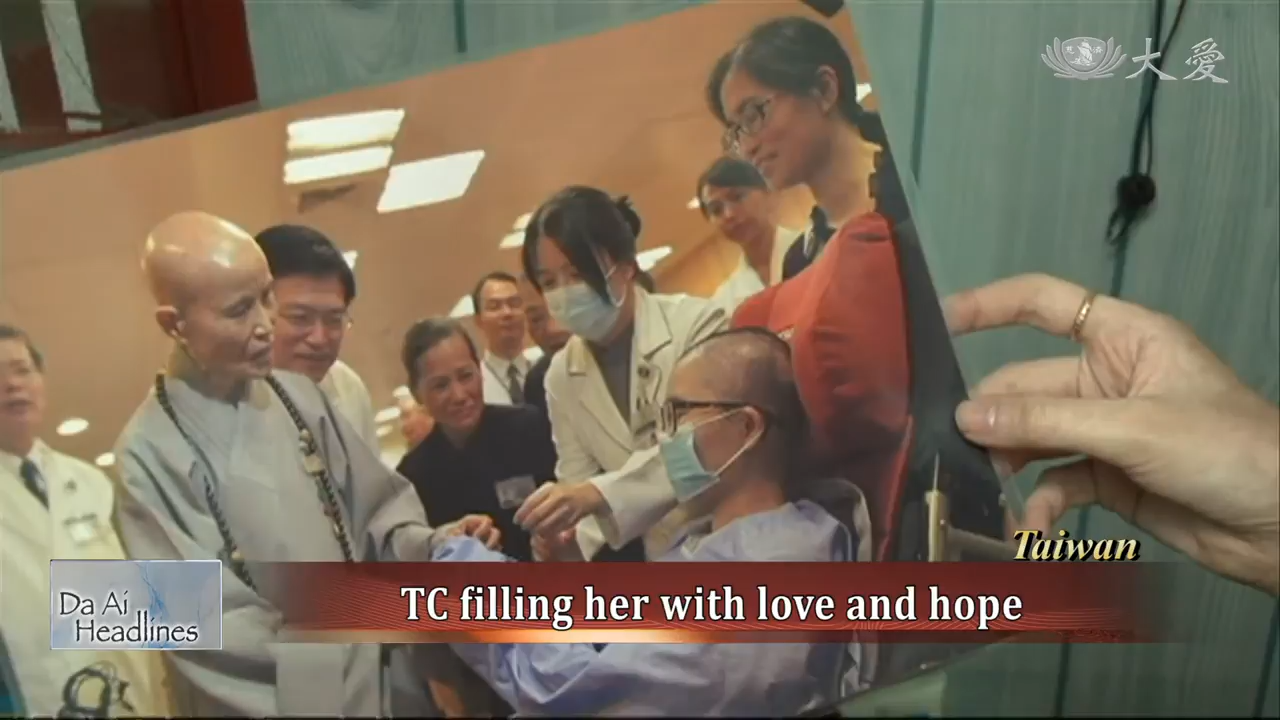 大愛
Taiwan
Da Ai
Headlines
TC filling her with love and hope